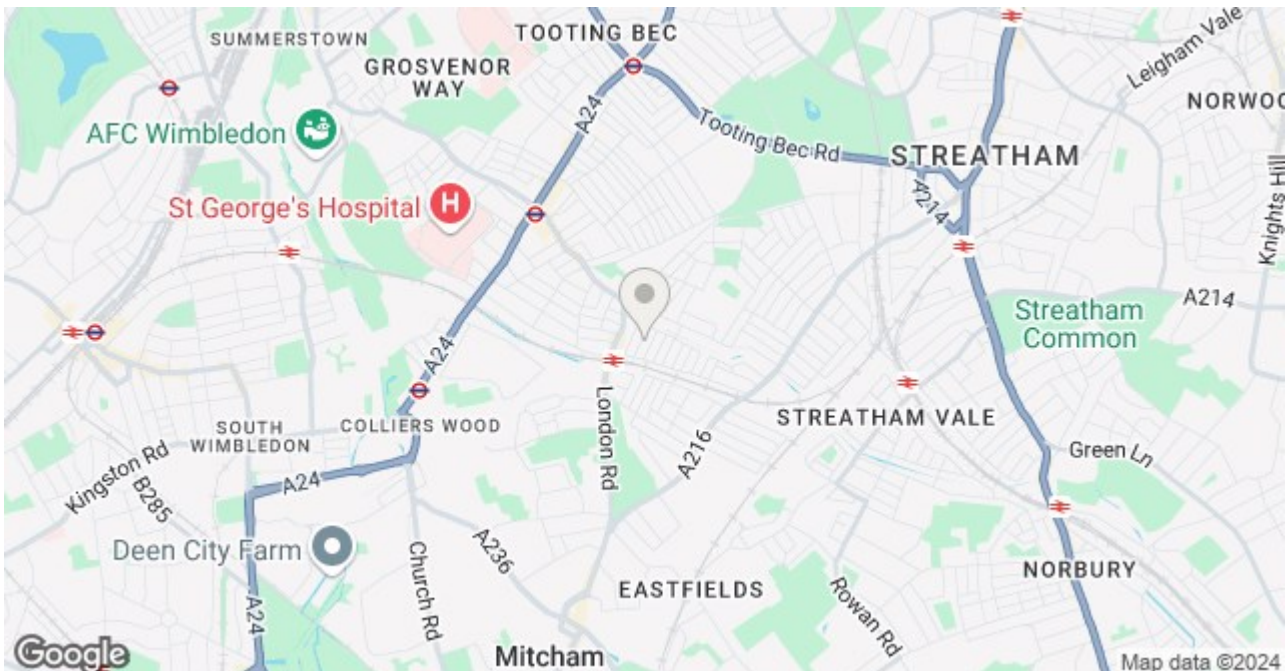 SUMMERSTOWN
TOOTING BEC
GROSVENOR
WAY
A24
Leigham Vale
NORWOO
AFC Wimbledon
Tooting Bec Rd
STREATHAM
St George's Hospital
H
A214
Knights Hill
A214
Streatham
Common
A24
London Rd
STREATHAM VALE
SOUTH
WIMBLEDON
COLLIERS WOOD
Kingston Rd
B285
A24
A216
Green Ln
Deen City Farm
Church Rd
A236
A24
EASTFIELDS
Rowan Rd
NORBURY
Google
Mitcham
Map data ©2024